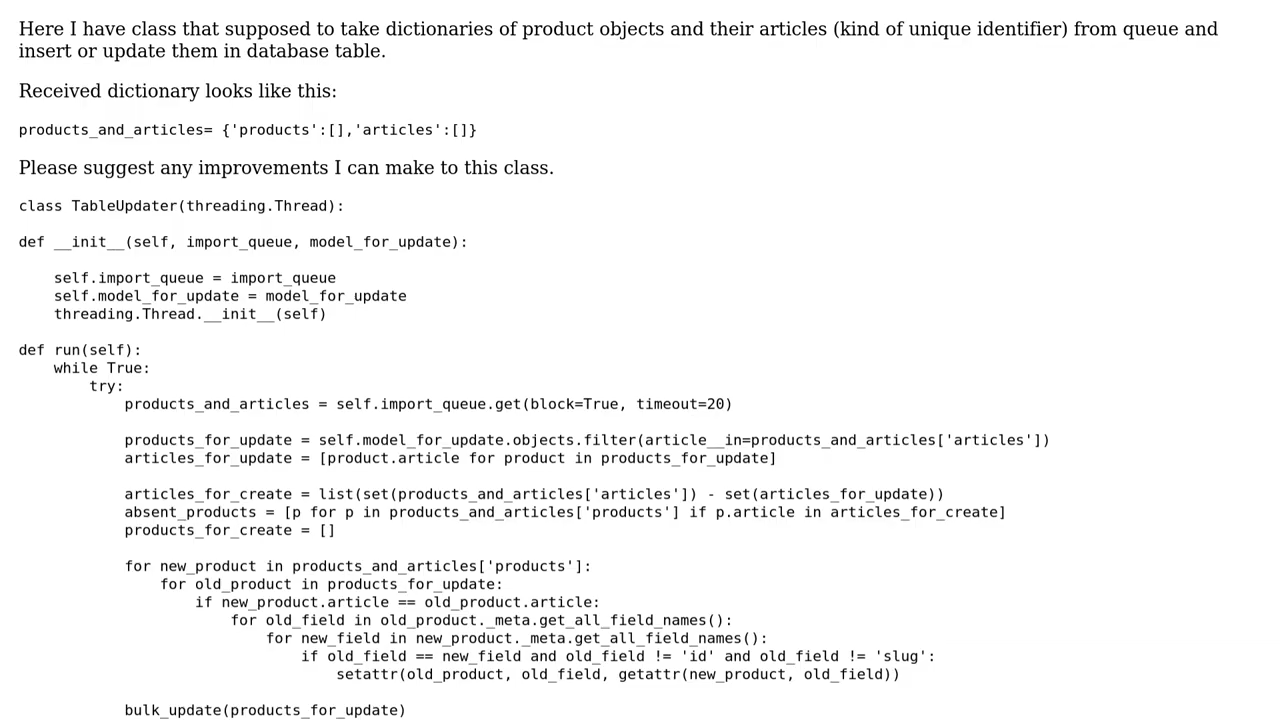 Here I have class that supposed to take dictionaries of product objects and their articles (kind of unique identifier) from queue and
insert or update them in database table.
Received dictionary looks like this:
products_and_articles= {'products':[],'articles':[]}
Please suggest any improvements I can make to this class.
class TableUpdater(threading.Thread):
def __init__(self, import_queue, model_for_update):
    self.import_queue = import_queue
    self.model_for_update = model_for_update
    threading.Thread.__init__(self)
def run(self):
    while True:
        try:
            products_and_articles = self.import_queue.get(block=True, timeout=20)
            products_for_update = self.model_for_update.objects.filter(article__in=products_and_articles['articles'])
            articles_for_update = [product.article for product in products_for_update]
            articles_for_create = list(set(products_and_articles['articles']) - set(articles_for_update))
            absent_products = [p for p in products_and_articles['products'] if p.article in articles_for_create]
            products_for_create = []
            for new_product in products_and_articles['products']:
                for old_product in products_for_update:
                    if new_product.article == old_product.article:
                        for old_field in old_product._meta.get_all_field_names():
                            for new_field in new_product._meta.get_all_field_names():
                                if old_field == new_field and old_field != 'id' and old_field != 'slug':
                                    setattr(old_product, old_field, getattr(new_product, old_field))
            bulk_update(products_for_update)